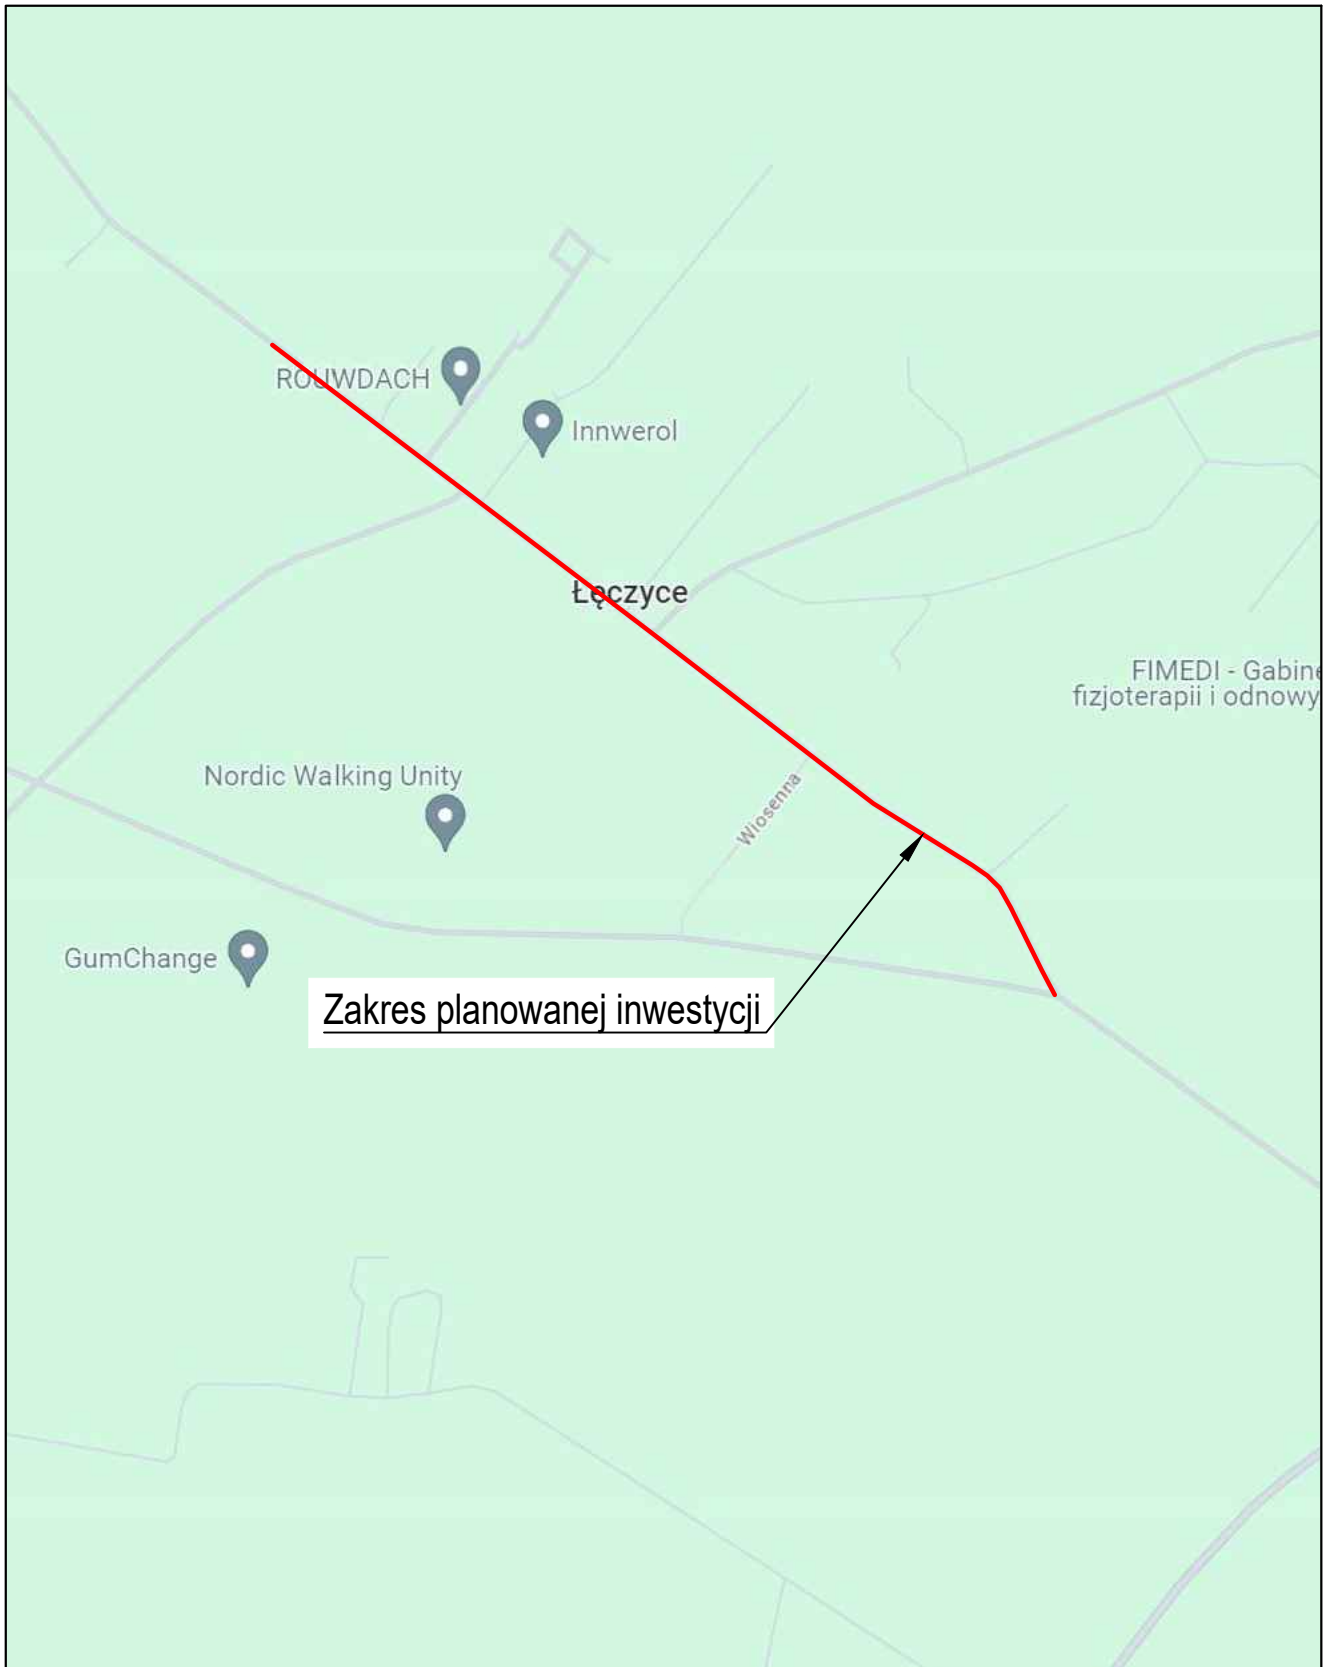 ROUWDACH
Innwerol
Łęczyce
FIMEDI - Gabine
fizjoterapii i odnowy
Nordic Walking Unity
Wiosenna
GumChange
Zakres planowanej inwestycji